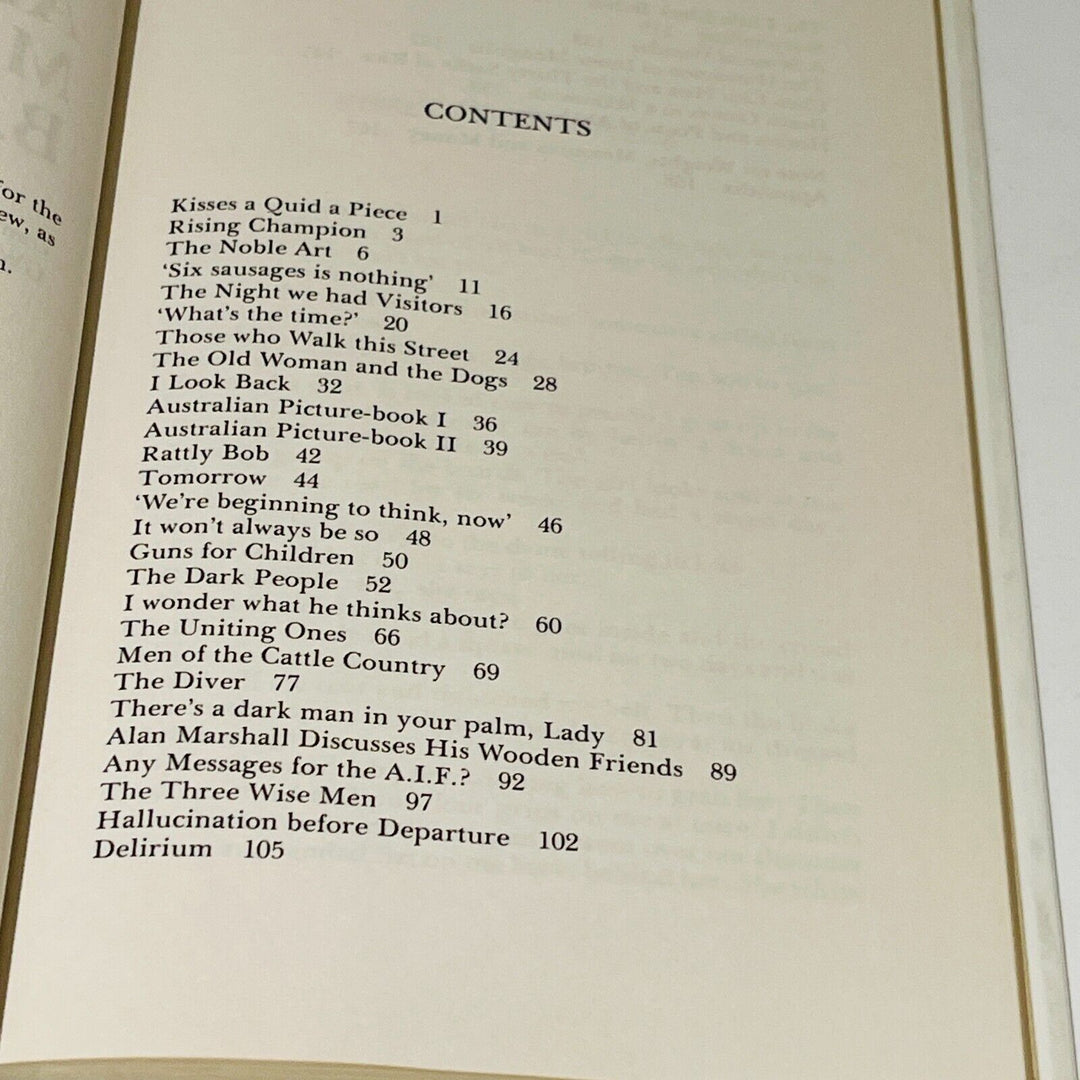 or the
ew, as
n.
CONTENTS
Kisses a Quid a Piece 1
Rising Champion 3
The Noble Art 6
‘Six sausages is nothing’ 11
The Night we had Visitors 16
‘What’s the time?’ 20
Those who Walk this Street 24
The Old Woman and the Dogs 28
I Look Back 32
Australian Picture-book I 36
Australian Picture-book II 39
Rattly Bob 42
Tomorrow 44
‘We’re beginning to think, now’ 46
It won’t always be so 48
Guns for Children 50
The Dark People 52
I wonder what he thinks about? 60
The Uniting Ones 66
Men of the Cattle Country 69
The Diver 77
There’s a dark man in your palm, Lady 81
Alan Marshall Discusses His Wooden Friends 89
Any Messages for the A.I.F.? 92
The Three Wise Men 97
Hallucination before Departure 102
Delirium 105